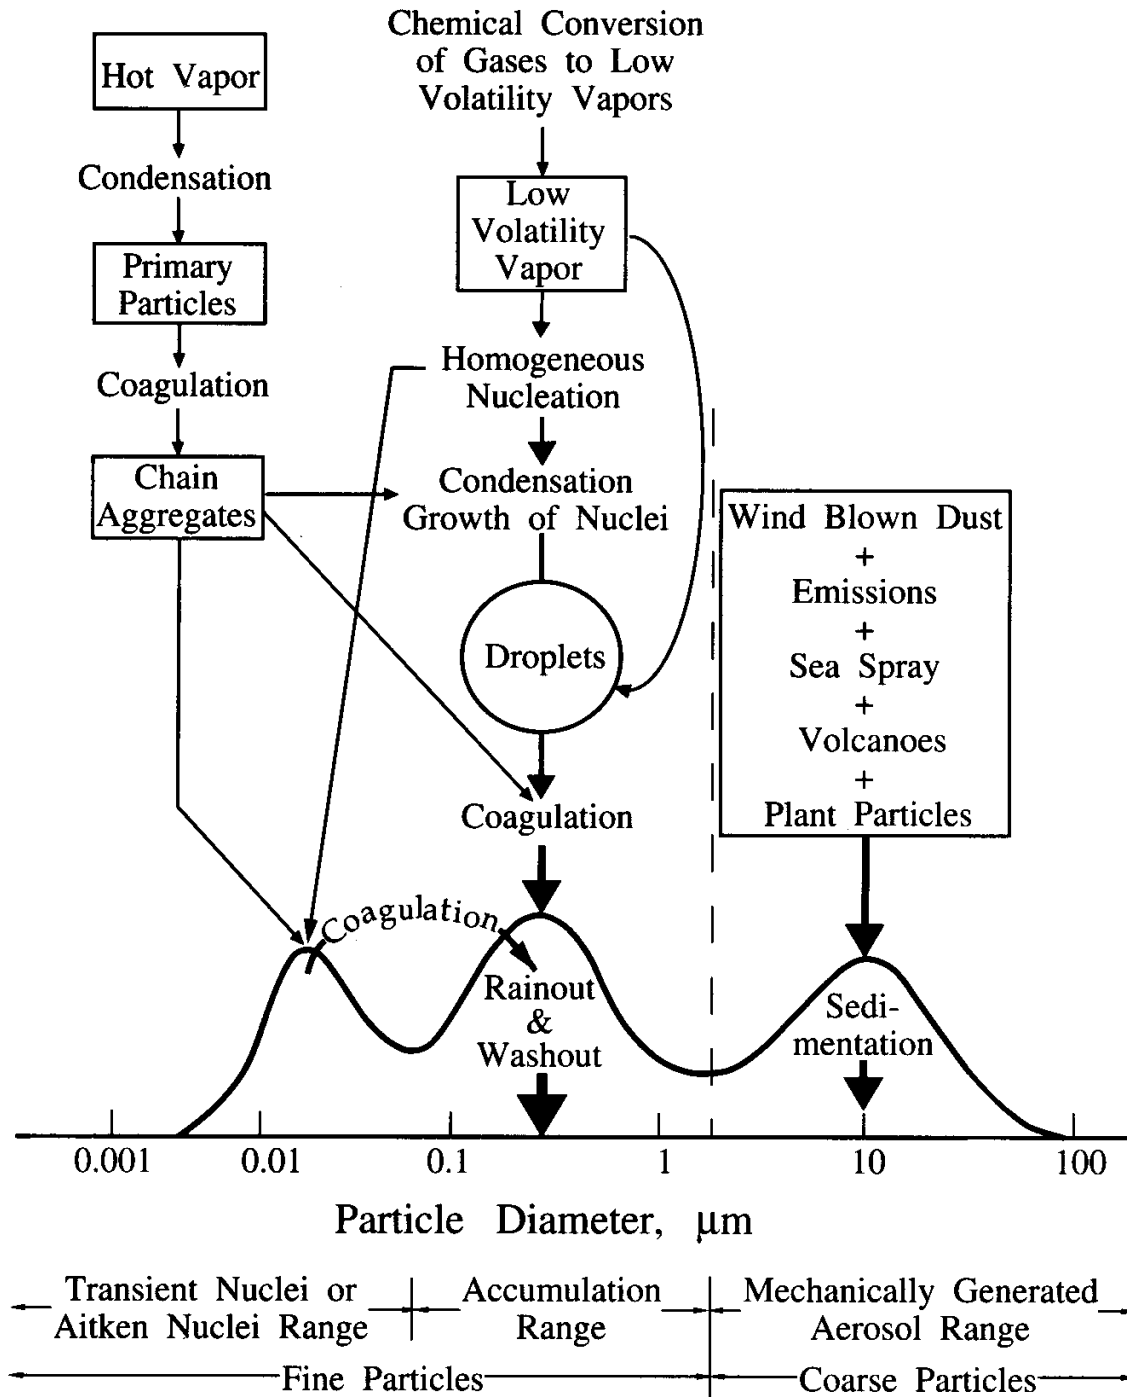 Hot Vapor
Condensation
Primary
Particles
Coagulation
Chain
Aggregates
Chemical Conversion
of Gases to Low
Volatility Vapors
Low
Volatility
Vapor
Homogeneous
Nucleation
Condensation
Growth of Nuclei
Droplets
Coagulation
Wind Blown Dust
+
Emissions
+
Sea Spray
+
Volcanoes
+
Plant Particles
Coagulation
Rainout
&
Washout
Sedi-
mentation
0.001 0.01 0.1 1 10 100
Particle Diameter, μm
Transient Nuclei or
Aitken Nuclei Range
Accumulation
Range
Mechanically Generated
Aerosol Range
Fine Particles
Coarse Particles